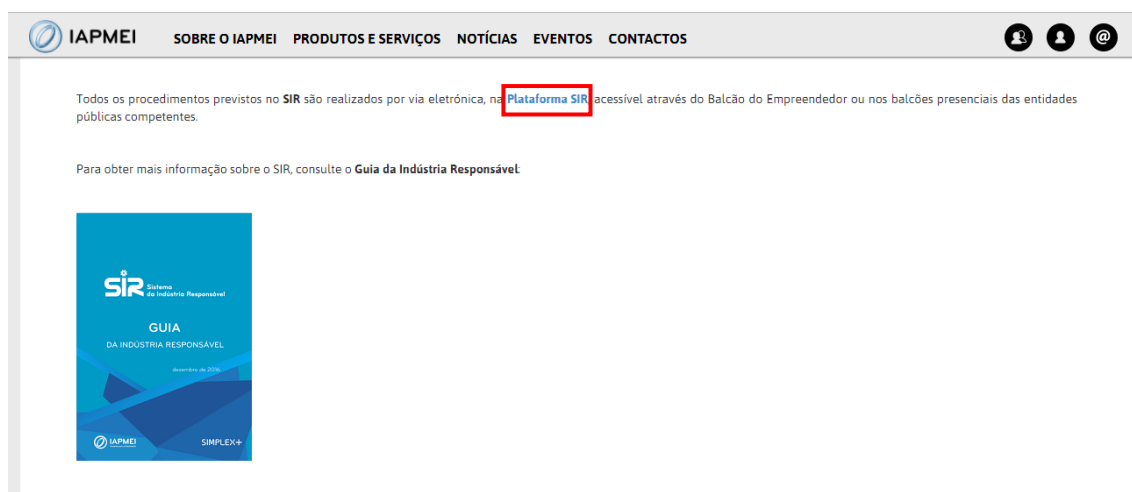 IAPMEI SOBRE O IAPMEI PRODUTOS E SERVIÇOS NOTÍCIAS EVENTOS CONTACTOS @
Todos os procedimentos previstos no SIR são realizados por via eletrónica, na Plataforma SIR, acessível através do Balcão do Empreendedor ou nos balcões presenciais das entidades
públicas competentes.
Para obter mais informação sobre o SIR, consulte o Guia da Indústria Responsável:
SIR Sistema
da Indústria Responsável
GUIA
DA INDÚSTRIA RESPONSÁVEL
dezembro de 2016
IAPMEI SIMPLEX+